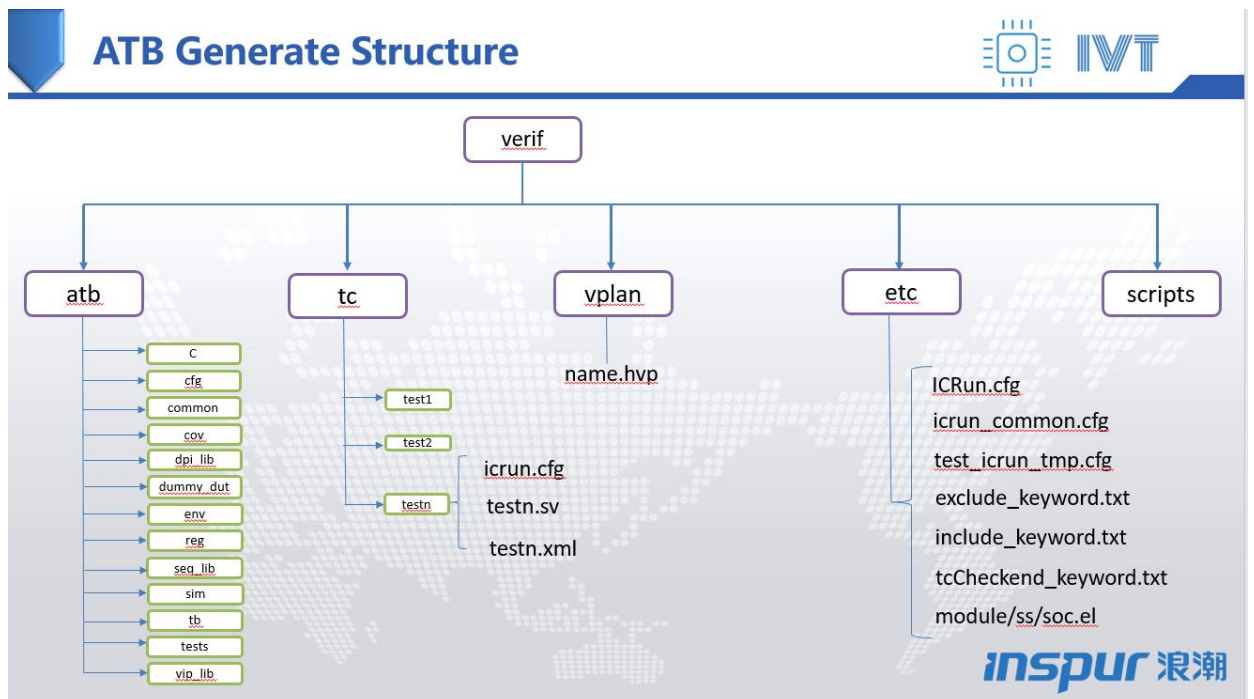 ATB Generate Structure
IVT
verif
atb
tc
vplan
etc
scripts
C
cfg
common
cov
dpi_lib
dummy_dut
env
reg
seq_lib
sim
tb
tests
vip_lib
test1
test2
testn
icrun.cfg
testn.sv
testn.xml
name.hvp
ICRun.cfg
icrun_common.cfg
test_icrun_tmp.cfg
exclude_keyword.txt
include_keyword.txt
tcCheckend_keyword.txt
module/ss/soc.el
inspur 浪潮